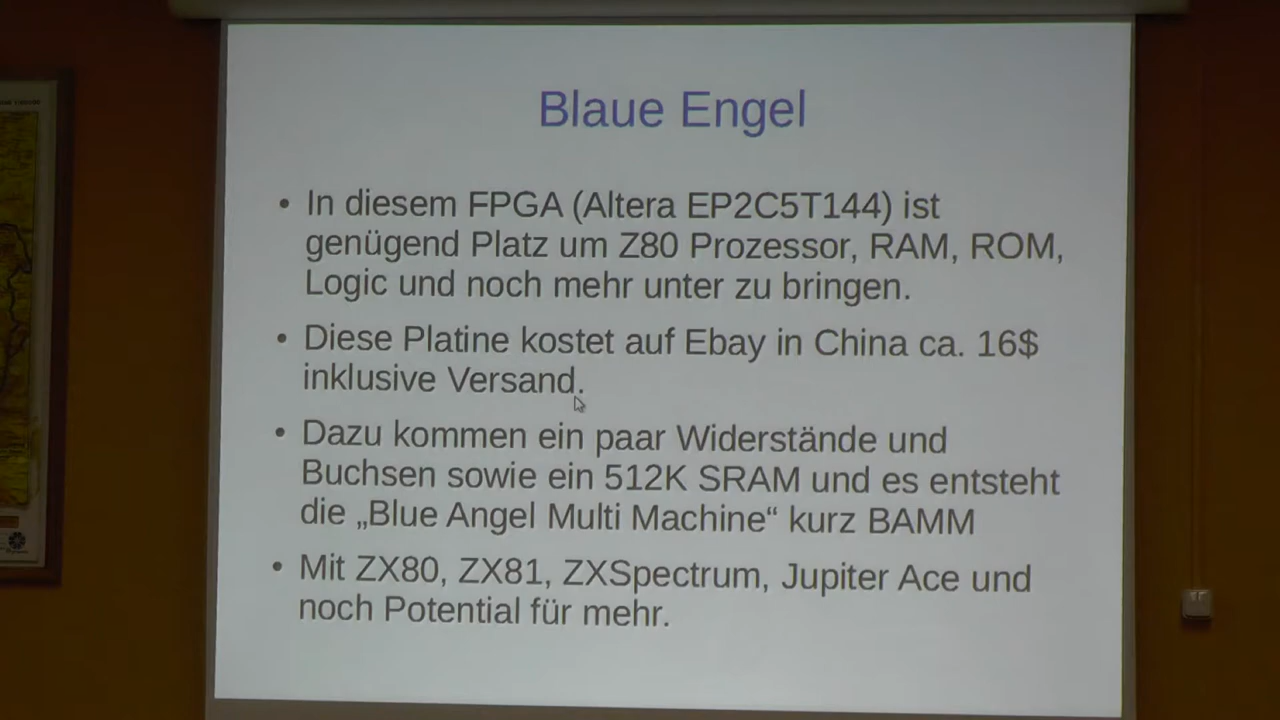 Blaue Engel
• In diesem FPGA (Altera EP2C5T144) ist
genügend Platz um Z80 Prozessor, RAM, ROM,
Logic und noch mehr unter zu bringen.
• Diese Platine kostet auf Ebay in China ca. 16$
inklusive Versand.
• Dazu kommen ein paar Widerstände und
Buchsen sowie ein 512K SRAM und es entsteht
die „Blue Angel Multi Machine“ kurz BAMM
• Mit ZX80, ZX81, ZXSpectrum, Jupiter Ace und
noch Potential für mehr.